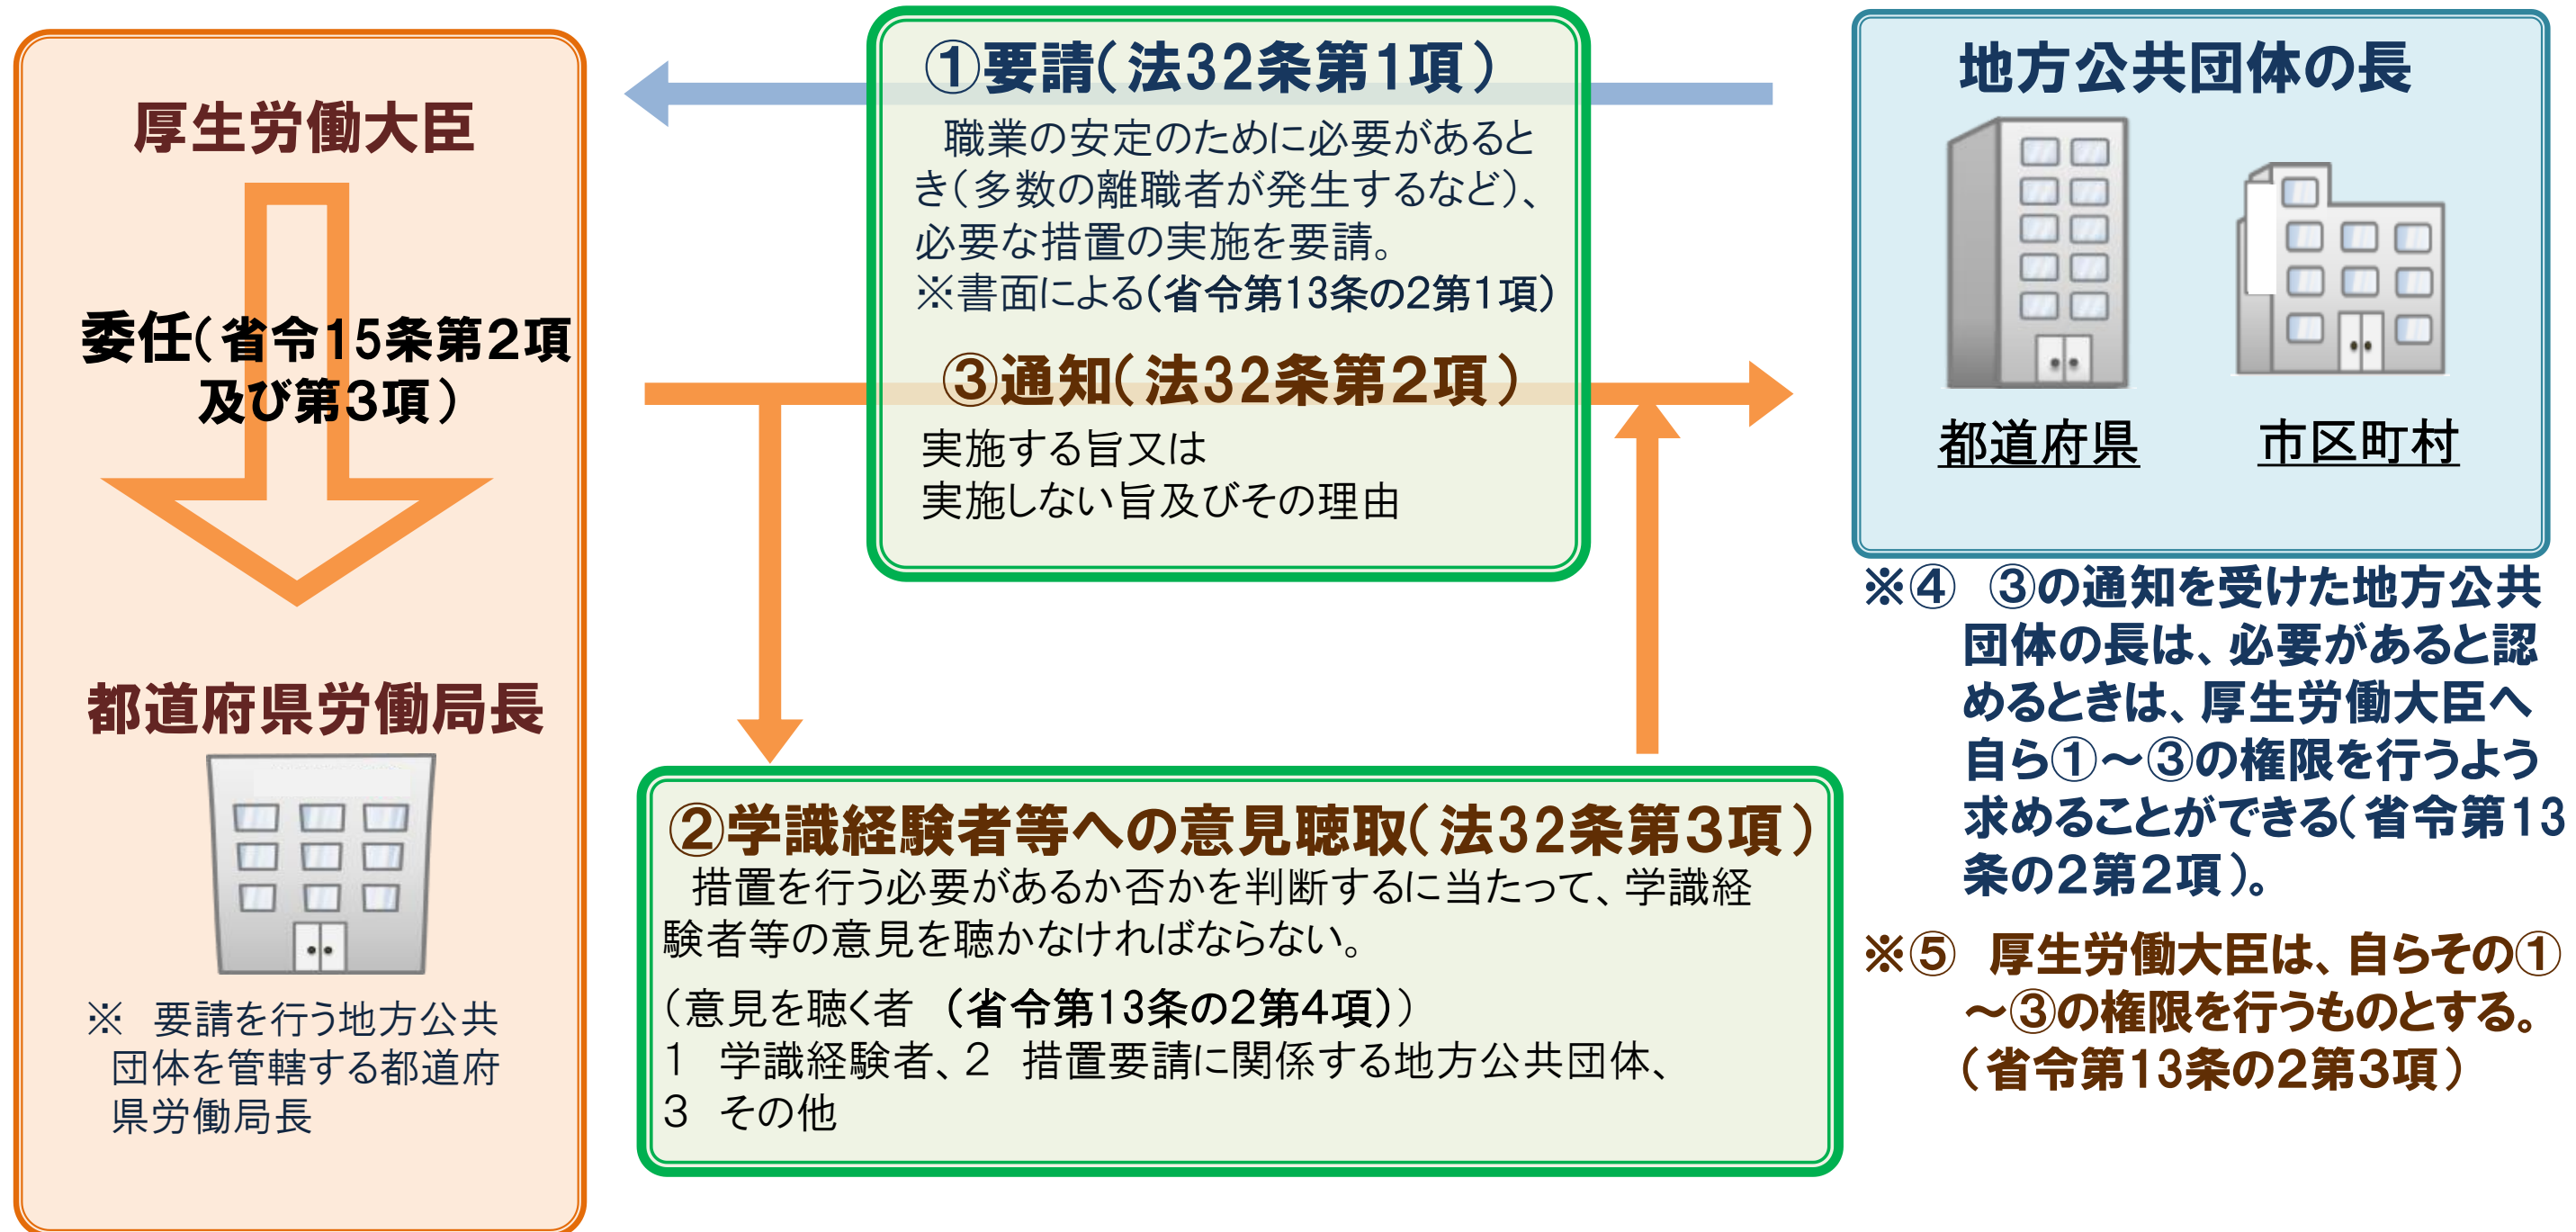 厚生労働大臣
委任(省令15条第2項
及び第3項)
都道府県労働局長
※ 要請を行う地方公共
団体を管轄する都道府
県労働局長
①要請(法32条第1項)
職業の安定のために必要があると
き(多数の離職者が発生するなど)、
必要な措置の実施を要請。
※書面による(省令第13条の2第1項)
③通知(法32条第2項)
実施する旨又は
実施しない旨及びその理由
②学識経験者等への意見聴取(法32条第3項)
措置を行う必要があるか否かを判断するに当たって、学識経
験者等の意見を聴かなければならない。
(意見を聴く者 (省令第13条の2第4項))
1 学識経験者、2 措置要請に関係する地方公共団体、
3 その他
地方公共団体の長
都道府県 市区町村
※④ ③の通知を受けた地方公共
団体の長は、必要があると認
めるときは、厚生労働大臣へ
自ら①~③の権限を行うよう
求めることができる(省令第13
条の2第2項)。
※⑤ 厚生労働大臣は、自らその①
~③の権限を行うものとする。
(省令第13条の2第3項)